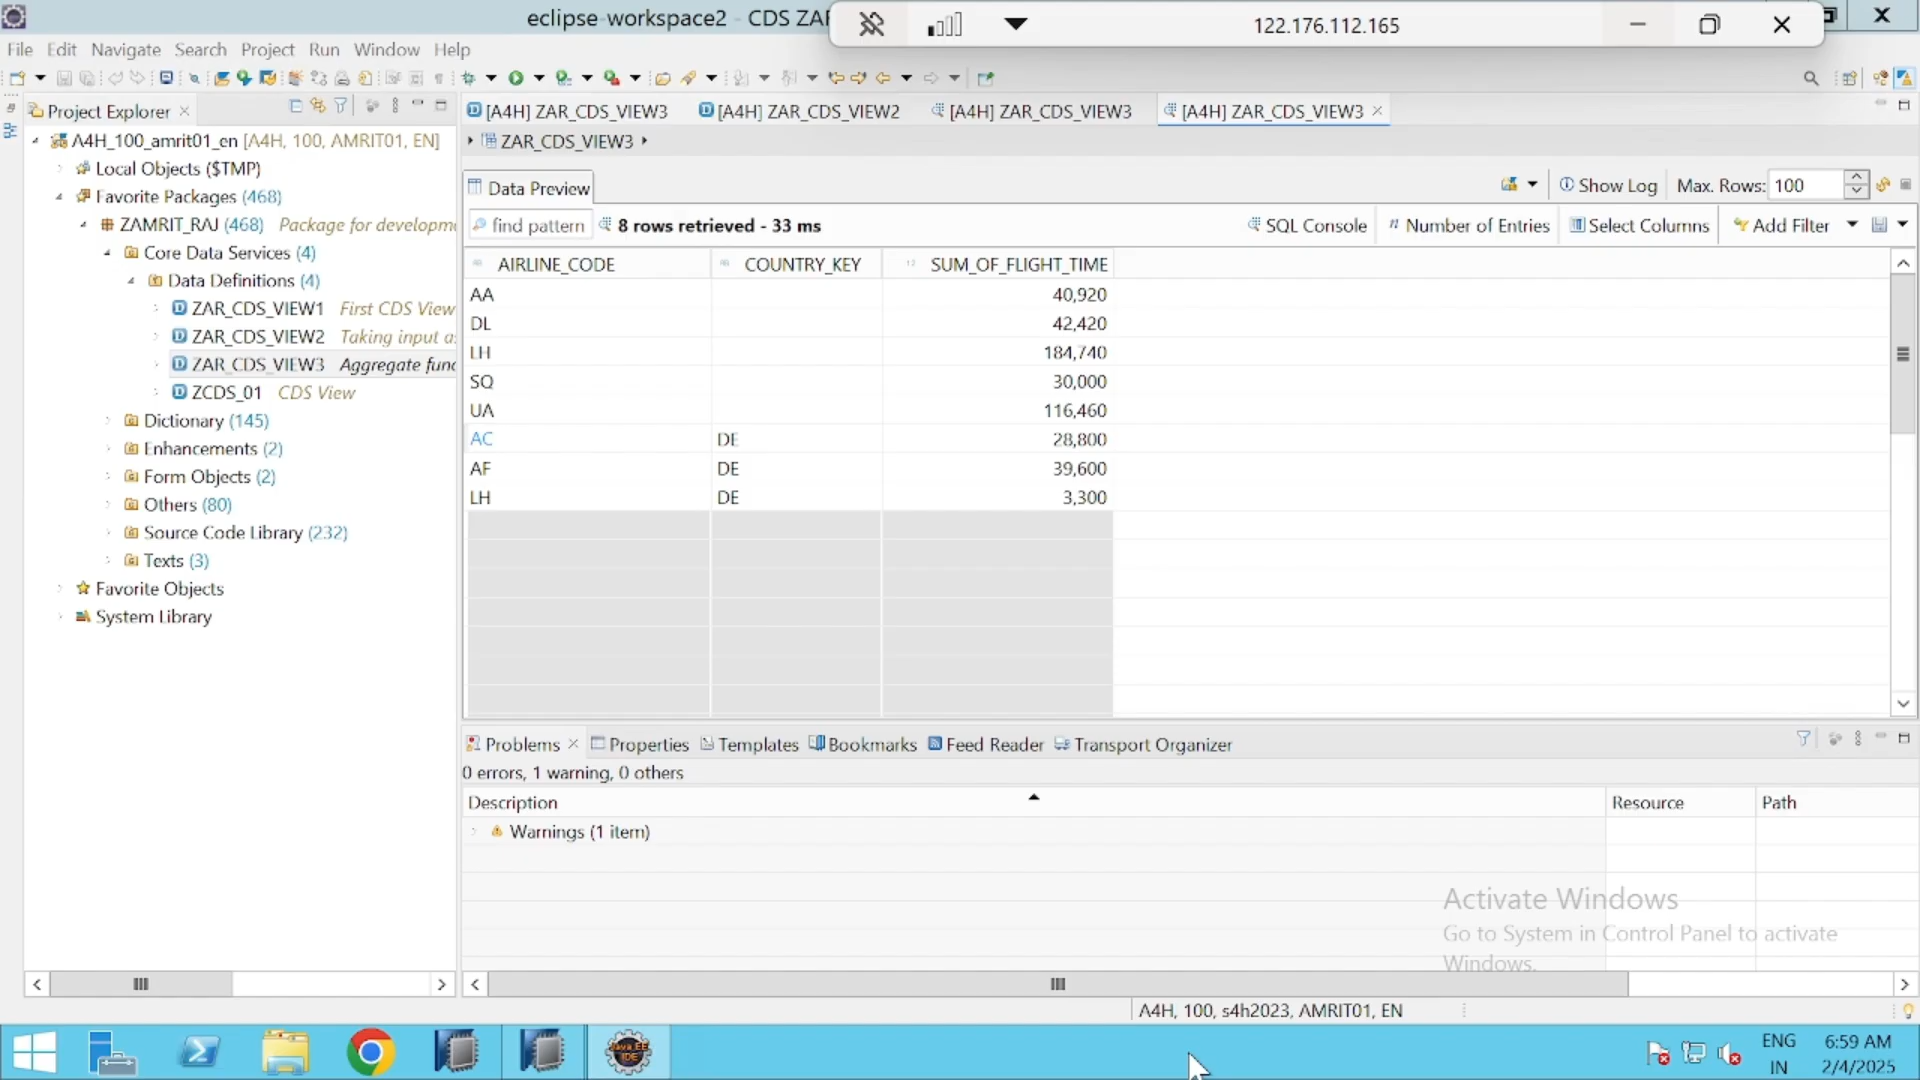 eclipse-workspace2 - CDS ZAR
122.176.112.165
File Edit Navigate Search Project Run Window Help
Project Explorer
[A4H] ZAR_CDS_VIEW3 [A4H] ZAR_CDS_VIEW2 [A4H] ZAR_CDS_VIEW3 [A4H] ZAR_CDS_VIEW3
A4H_100_amrit01_en [A4H, 100, AMRIT01, EN]
Local Objects ($TMP)
Favorite Packages (468)
ZAMRIT_RAJ (468) Package for developm
Core Data Services (4)
Data Definitions (4)
ZAR_CDS_VIEW1 First CDS View
ZAR_CDS_VIEW2 Taking input a
ZAR_CDS_VIEW3 Aggregate func
ZCDS_01 CDS View
Dictionary (145)
Enhancements (2)
Form Objects (2)
Others (80)
Source Code Library (232)
Texts (3)
Favorite Objects
System Library
ZAR_CDS_VIEW3
Data Preview
Show Log Max. Rows: 100
find pattern 8 rows retrieved - 33 ms SQL Console Number of Entries Select Columns Add Filter
AIRLINE_CODE COUNTRY_KEY SUM_OF_FLIGHT_TIME
AA 40,920
DL 42,420
LH 184,740
SQ 30,000
UA 116,460
AC DE 28,800
AF DE 39,600
LH DE 3,300
Problems Properties Templates Bookmarks Feed Reader Transport Organizer
0 errors, 1 warning, 0 others
Description Resource Path
Warnings (1 item)
Activate Windows
Go to System in Control Panel to activate
Windows.
A4H, 100, s4h2023, AMRIT01, EN
Java EE
IDE
ENG
IN
6:59 AM
2/4/2025